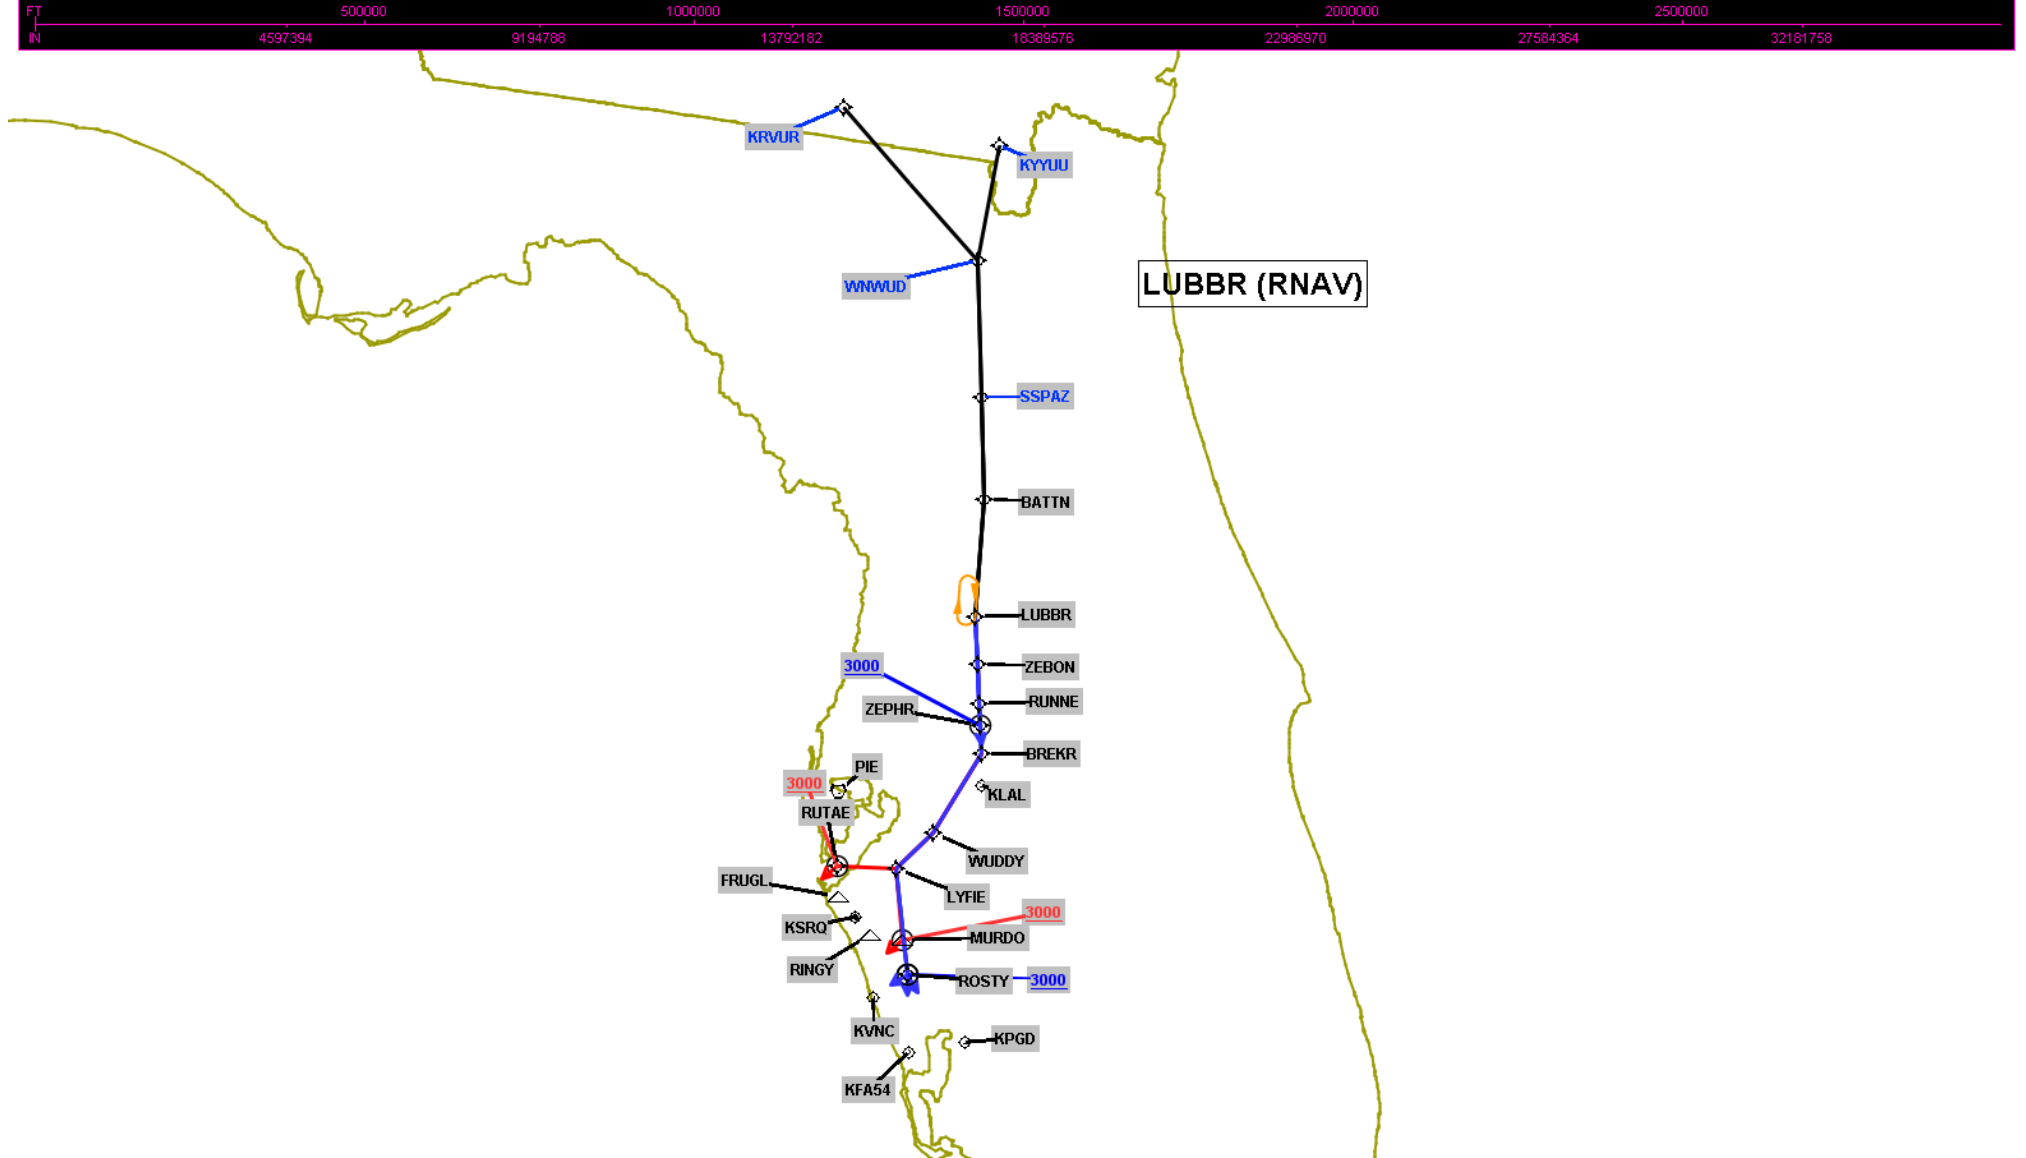 FT 500000 1000000 1500000 2000000 2500000
IN 4597394 9194788 13792182 18389576 22986970 27584364 32181758
KRVUR
KYYUU
WNWUD
LUBBR (RNAV)
SSPAZ
BATTN
LUBBR
3000
ZEBON
RUNNE
ZEPHR
BREKR
PIE
3000
KLAL
RUTAE
WUDDY
FRUGL
LYFIE
3000
KSRQ
MURDO
RINGY
ROSTY
3000
KVNC
KPGD
KFA54